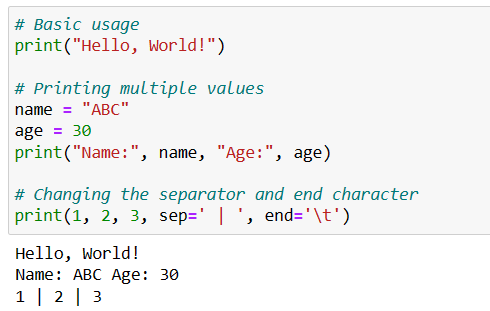 # Basic usage
print("Hello, World!")
# Printing multiple values
name = "ABC"
age = 30
print("Name:", name, "Age:", age)
# Changing the separator and end character
print(1, 2, 3, sep=' | ', end='\t')
Hello, World!
Name: ABC Age: 30
1 | 2 | 3